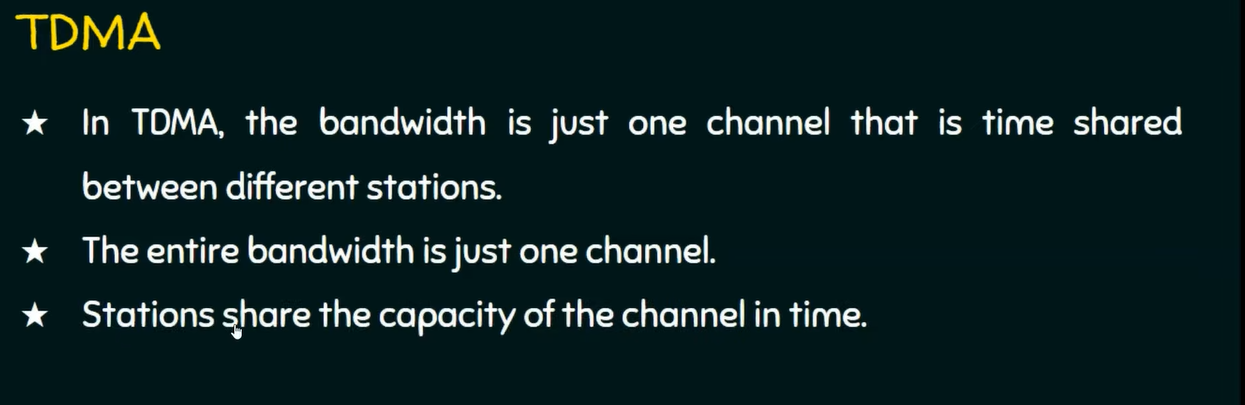 TDMA
★ In TDMA, the bandwidth is just one channel that is time shared
between different stations.
★ The entire bandwidth is just one channel.
★ Stations share the capacity of the channel in time.